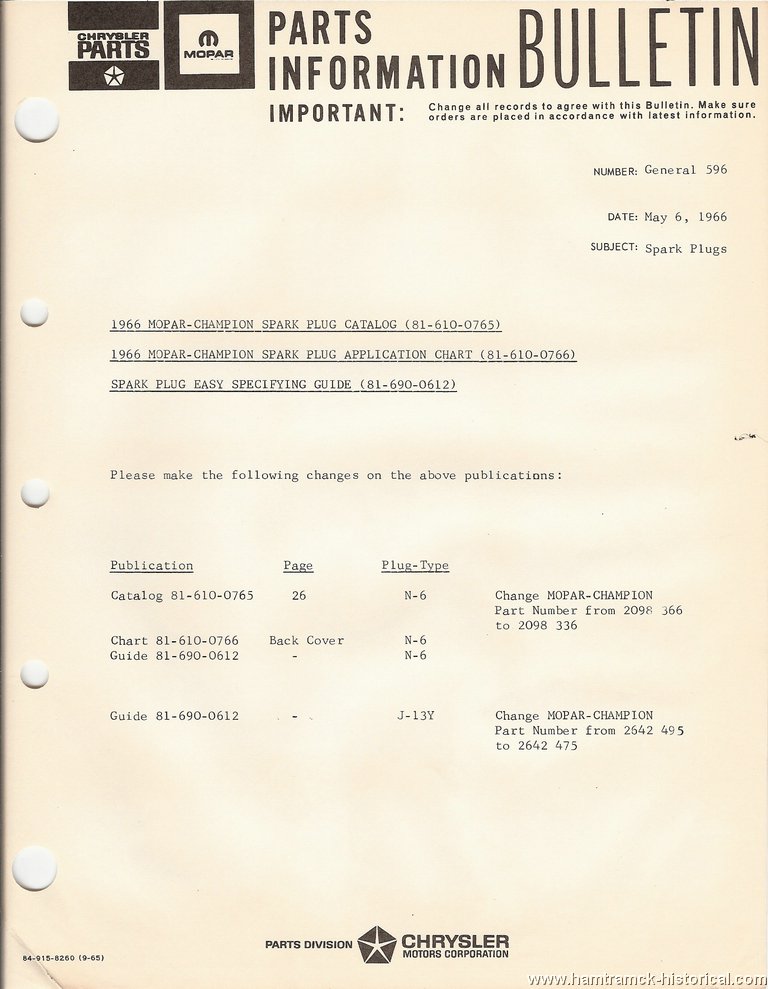 CHRYSLER
PARTS
MOPAR
PARTS
INFORMATION BULLETIN
IMPORTANT: Change all records to agree with this Bulletin. Make sure
orders are placed in accordance with latest information.
NUMBER: General 596
DATE: May 6, 1966
SUBJECT: Spark Plugs
1966 MOPAR-CHAMPION SPARK PLUG CATALOG (81-610-0765)
1966 MOPAR-CHAMPION SPARK PLUG APPLICATION CHART (81-610-0766)
SPARK PLUG EASY SPECIFYING GUIDE (81-690-0612)
Please make the following changes on the above publications:
Publication Page Plug-Type
Catalog 81-610-0765 26 N-6 Change MOPAR-CHAMPION
Part Number from 2098 366
to 2098 336
Chart 81-610-0766 Back Cover N-6
Guide 81-690-0612 - N-6
Guide 81-690-0612 - J-13Y Change MOPAR-CHAMPION
Part Number from 2642 495
to 2642 475
84-915-8260 (9-65)
PARTS DIVISION CHRYSLER
MOTORS CORPORATION
www.hamtramck-historical.com